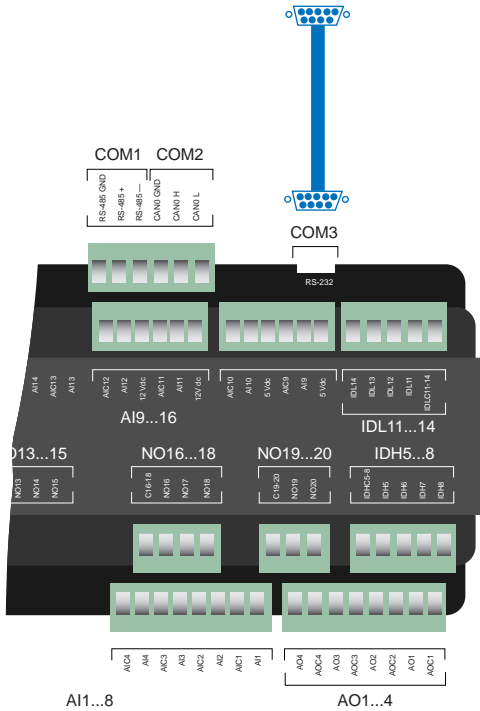 COM1 COM2
RS-485 GND
RS-485 +
RS-485 —
CAN0 GND
CAN0 H
CAN0 L
COM3
RS-232
AI14
AIC13
AI13
AIC12
AI12
12 Vdc
AIC11
AI11
12V dc
AIC10
AI10
5 Vdc
AIC9
AI9
5 Vdc
IDL14
IDL13
IDL12
IDL11
IDLC11-14
AI9...16
IDL11...14
O13...15 NO16...18 NO19...20 IDH5...8
NO13
NO14
NO15
C16-18
NO16
NO17
NO18
C19-20
NO19
NO20
IDHC5-8
IDH5
IDH6
IDH7
IDH8
AIC4
AI4
AIC3
AI3
AIC2
AI2
AIC1
AI1
AO4
AOC4
AO3
AOC3
AO2
AOC2
AO1
AOC1
AI1...8 AO1...4